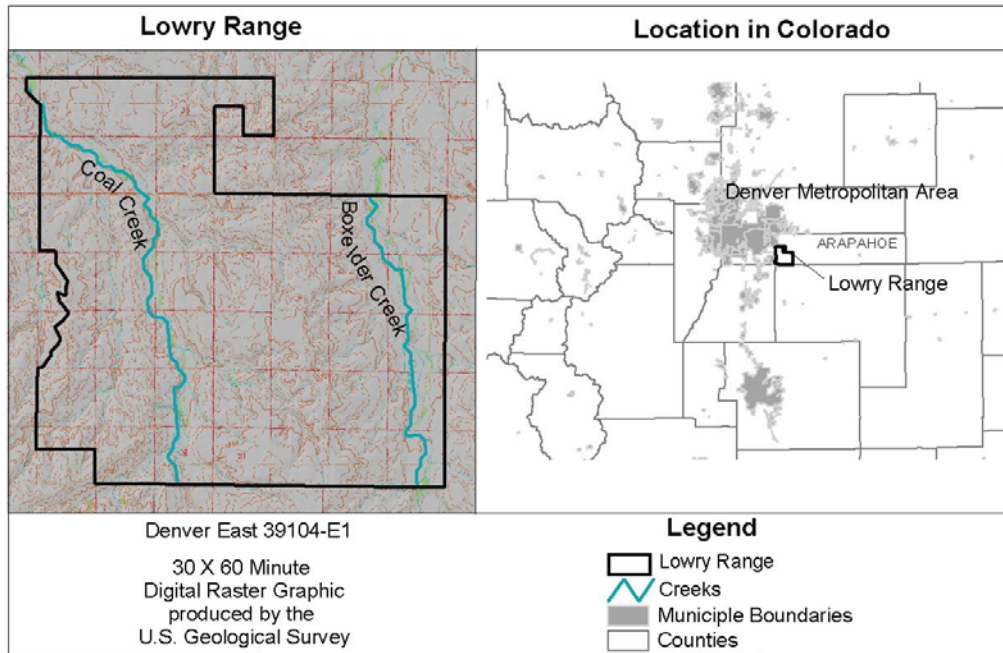 Lowry Range
Coal Creek
Boxelder Creek
Denver East 39104-E1
30 X 60 Minute
Digital Raster Graphic
produced by the
U.S. Geological Survey
Location in Colorado
Denver Metropolitan Area
ARAPAHOE
Lowry Range
Legend
Lowry Range
Creeks
Municiple Boundaries
Counties